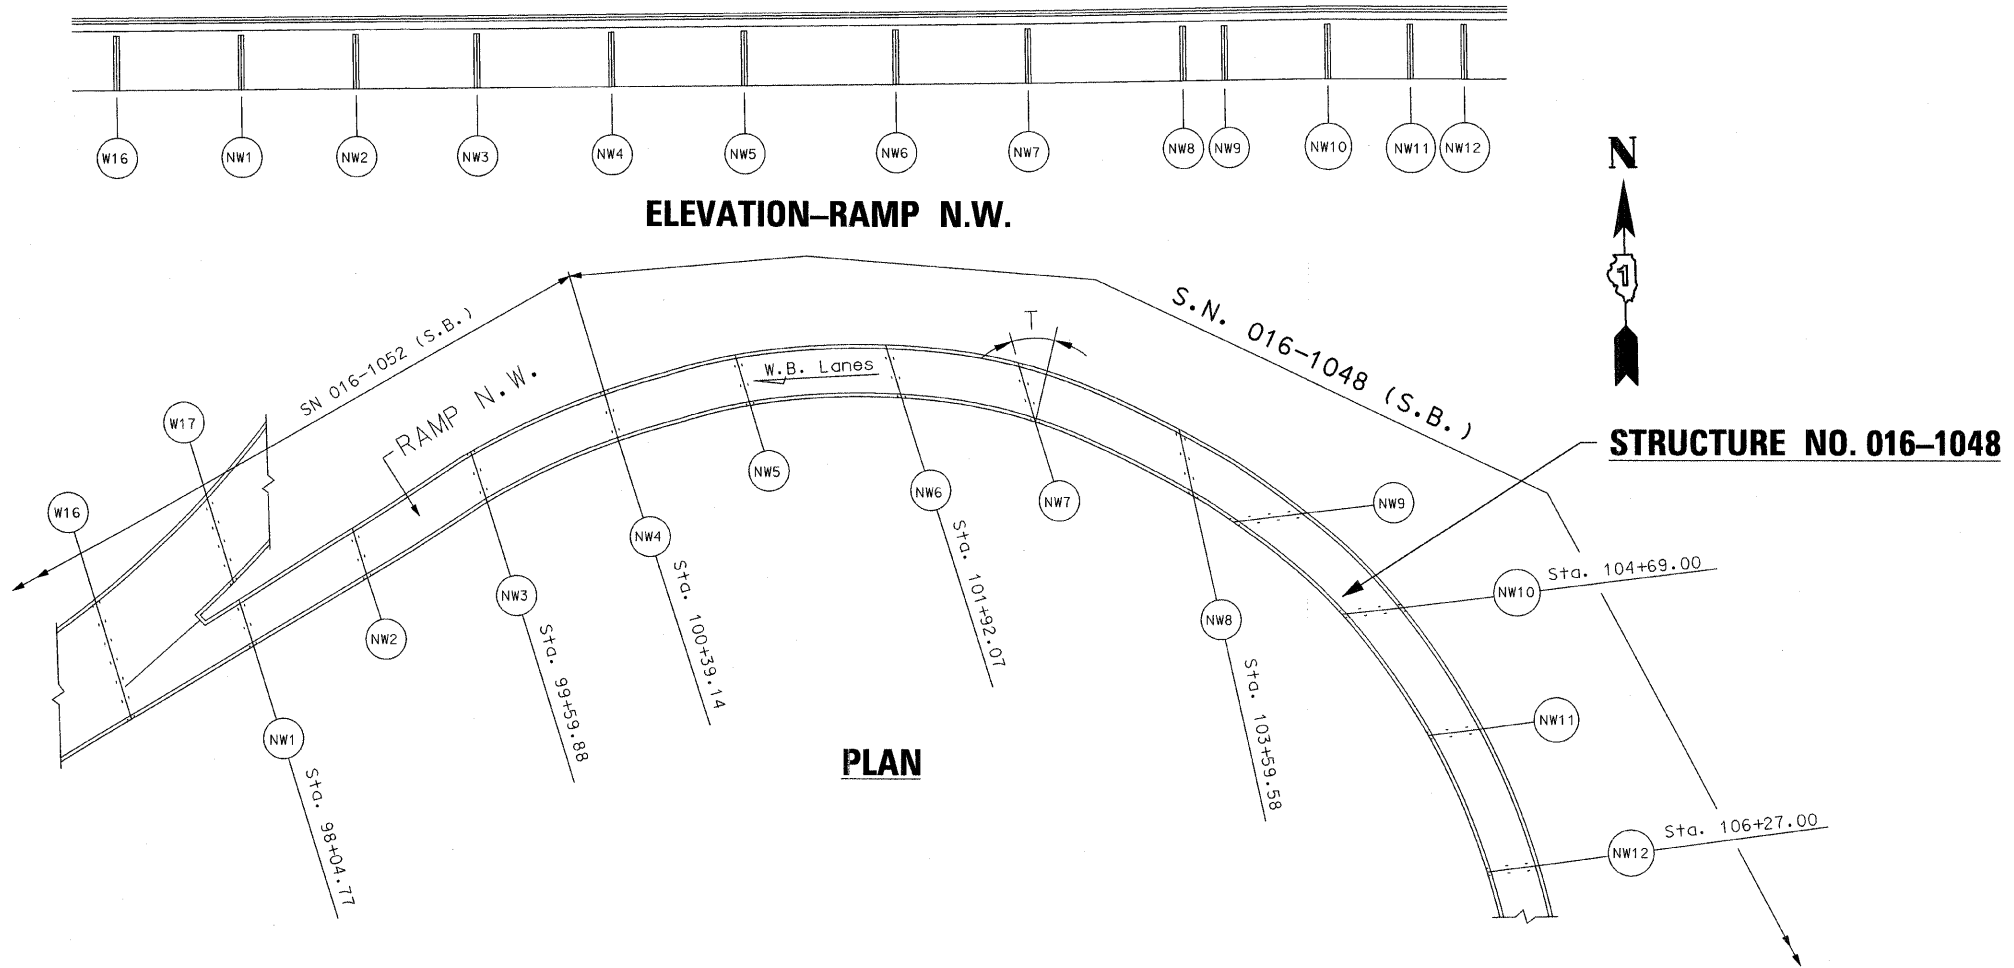 W16 NW1 NW2 NW3 NW4 NW5 NW6 NW7 NW8 NW9 NW10 NW11 NW12
ELEVATION–RAMP N.W.
N
1
SN 016-1052 (S.B.)
S.N. 016-1048 (S.B.)
T
W.B. Lanes
RAMP N.W.
STRUCTURE NO. 016–1048
W17
W16
NW5
NW6
Sta. 101+92.07
NW7
NW9
NW4
Sta. 100+39.14
NW10
Sta. 104+69.00
NW3
Sta. 99+59.88
NW2
NW8
Sta. 103+59.58
NW1
Sta. 98+04.77
NW11
PLAN
NW12
Sta. 106+27.00